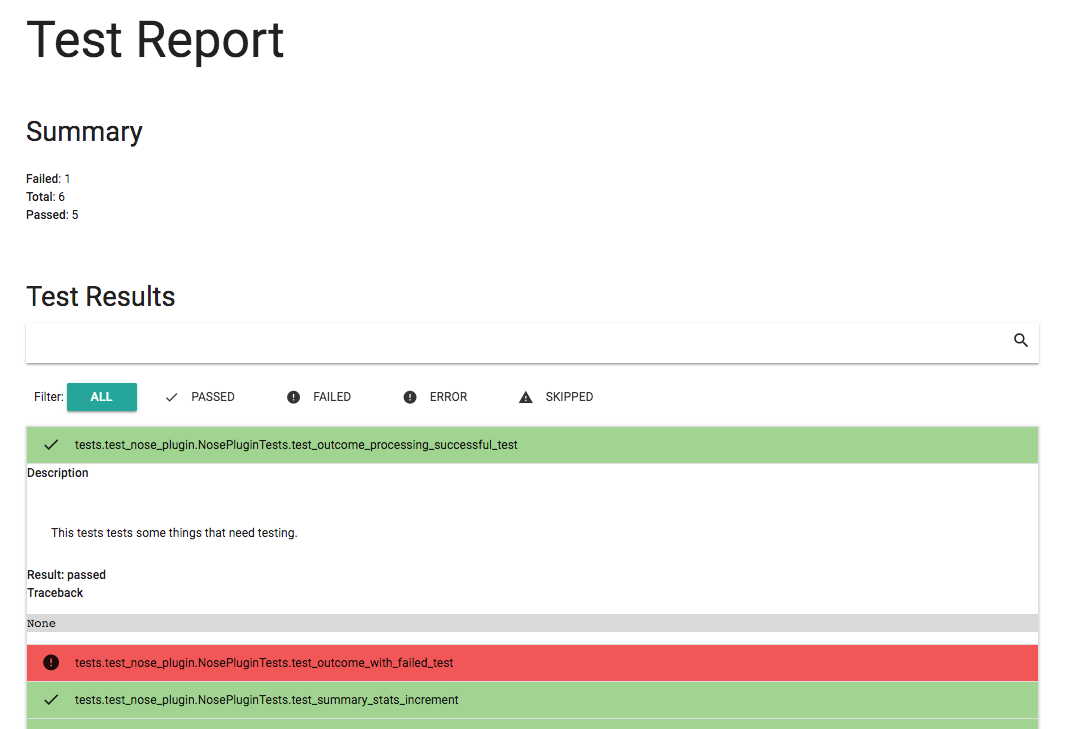 Test Report
Summary
Failed: 1
Total: 6
Passed: 5
Test Results
Filter: ALL PASSED FAILED ERROR SKIPPED
tests.test_nose_plugin.NosePluginTests.test_outcome_processing_successful_test
Description
This tests tests some things that need testing.
Result: passed
Traceback
None
tests.test_nose_plugin.NosePluginTests.test_outcome_with_failed_test
tests.test_nose_plugin.NosePluginTests.test_summary_stats_increment